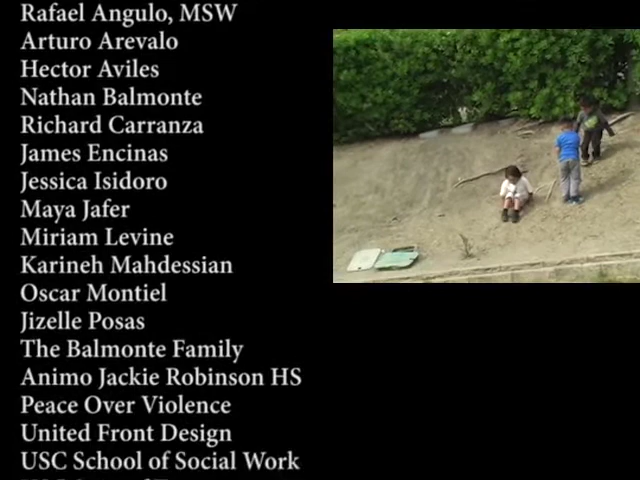 Rafael Angulo, MSW
Arturo Arevalo
Hector Aviles
Nathan Balmonte
Richard Carranza
James Encinas
Jessica Isidoro
Maya Jafer
Miriam Levine
Karineh Mahdessian
Oscar Montiel
Jizelle Posas
The Balmonte Family
Animo Jackie Robinson HS
Peace Over Violence
United Front Design
USC School of Social Work